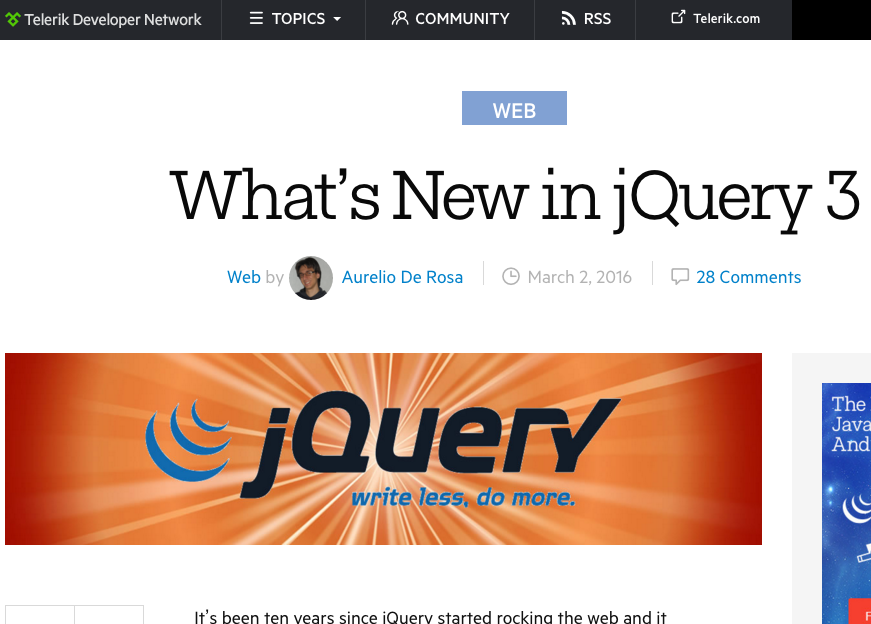 Telerik Developer Network
TOPICS
COMMUNITY
RSS
Telerik.com
WEB
What’s New in jQuery 3
Web by Aurelio De Rosa
March 2, 2016
28 Comments
jQuery
write less, do more.
The
Java
And
It’s been ten years since jQuery started rocking the web and it